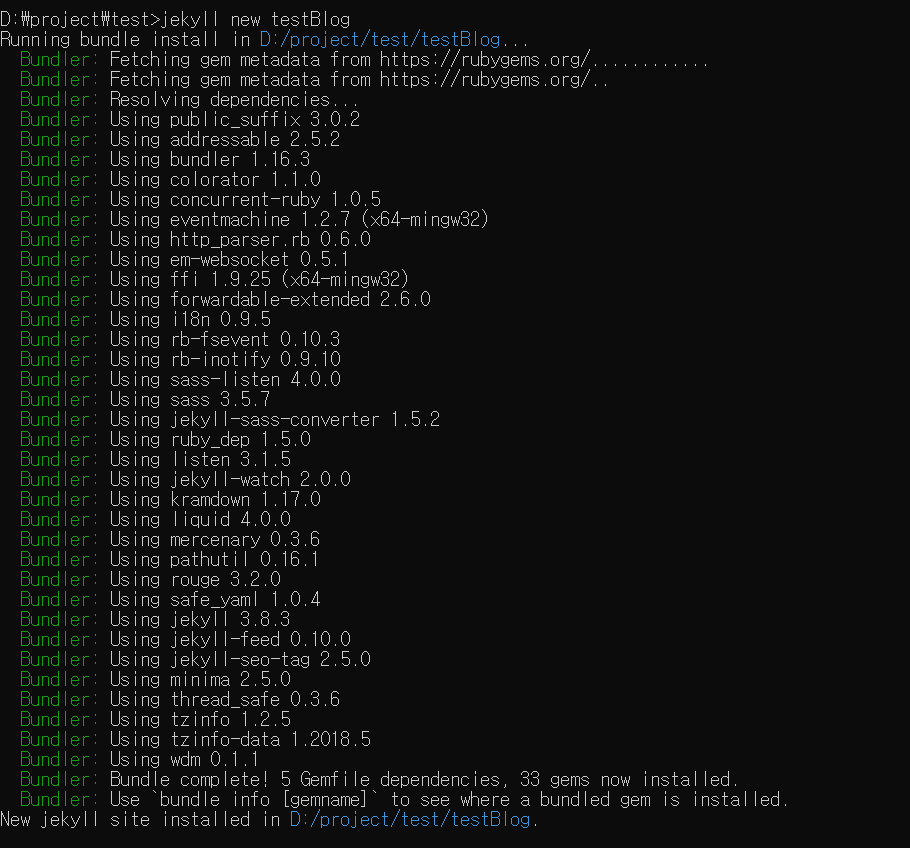 D:₩project₩test>jekyll new testBlog
Running bundle install in D:/project/test/testBlog...
Bundler: Fetching gem metadata from https://rubygems.org/............
Bundler: Fetching gem metadata from https://rubygems.org/..
Bundler: Resolving dependencies...
Bundler: Using public_suffix 3.0.2
Bundler: Using addressable 2.5.2
Bundler: Using bundler 1.16.3
Bundler: Using colorator 1.1.0
Bundler: Using concurrent-ruby 1.0.5
Bundler: Using eventmachine 1.2.7 (x64-mingw32)
Bundler: Using http_parser.rb 0.6.0
Bundler: Using em-websocket 0.5.1
Bundler: Using ffi 1.9.25 (x64-mingw32)
Bundler: Using forwardable-extended 2.6.0
Bundler: Using i18n 0.9.5
Bundler: Using rb-fsevent 0.10.3
Bundler: Using rb-inotify 0.9.10
Bundler: Using sass-listen 4.0.0
Bundler: Using sass 3.5.7
Bundler: Using jekyll-sass-converter 1.5.2
Bundler: Using ruby_dep 1.5.0
Bundler: Using listen 3.1.5
Bundler: Using jekyll-watch 2.0.0
Bundler: Using kramdown 1.17.0
Bundler: Using liquid 4.0.0
Bundler: Using mercenary 0.3.6
Bundler: Using pathutil 0.16.1
Bundler: Using rouge 3.2.0
Bundler: Using safe_yaml 1.0.4
Bundler: Using jekyll 3.8.3
Bundler: Using jekyll-feed 0.10.0
Bundler: Using jekyll-seo-tag 2.5.0
Bundler: Using minima 2.5.0
Bundler: Using thread_safe 0.3.6
Bundler: Using tzinfo 1.2.5
Bundler: Using tzinfo-data 1.2018.5
Bundler: Using wdm 0.1.1
Bundler: Bundle complete! 5 Gemfile dependencies, 33 gems now installed.
Bundler: Use `bundle info [gemname]` to see where a bundled gem is installed.
New jekyll site installed in D:/project/test/testBlog.